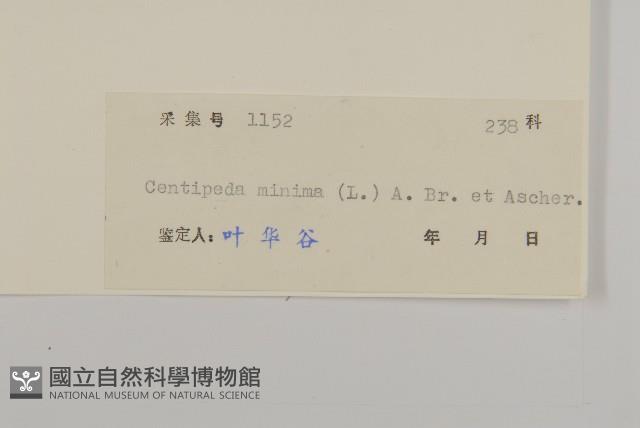 采集号 1152 238 科
Centipeda minima (L.) A. Br. et Ascher.
鉴定人: 叶华谷 年 月 日
國立自然科學博物館
NATIONAL MUSEUM OF NATURAL SCIENCE